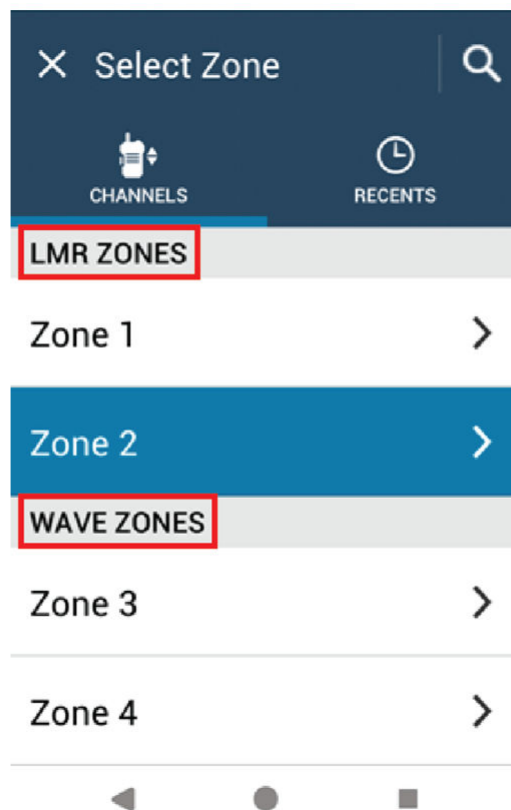 Select Zone
CHANNELS
RECENTS
LMR ZONES
Zone 1
Zone 2
WAVE ZONES
Zone 3
Zone 4